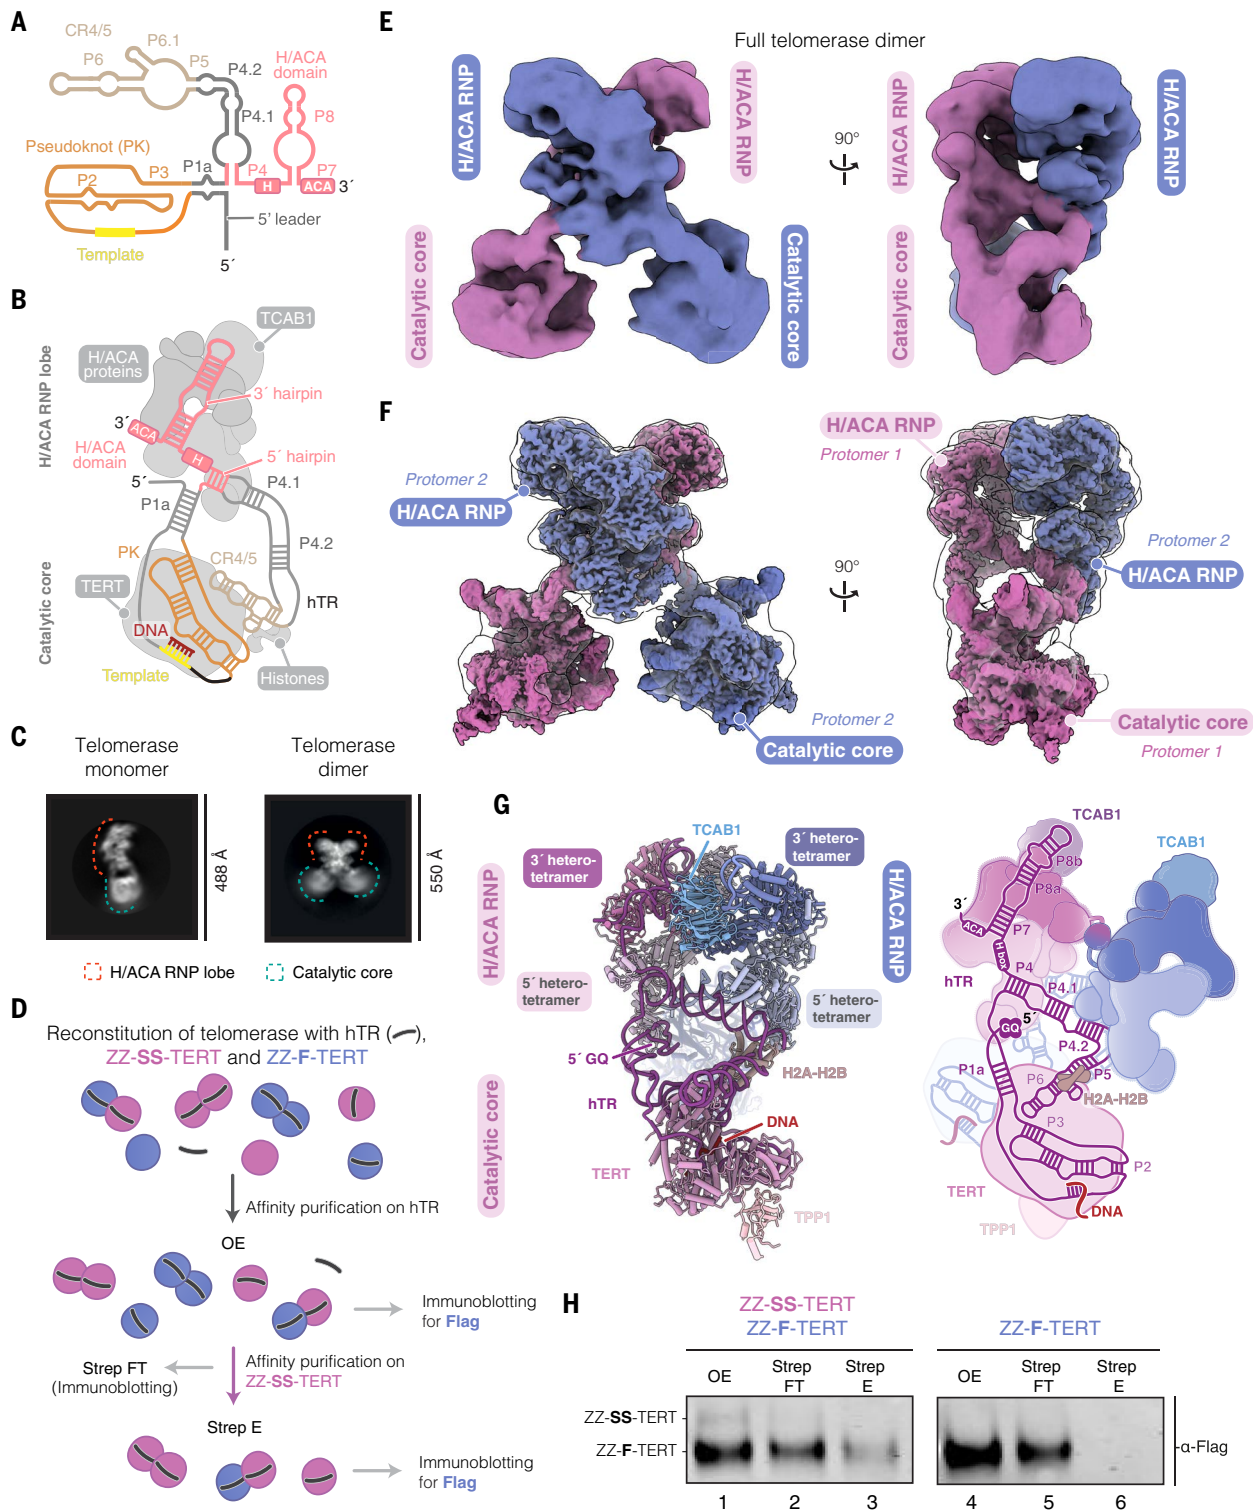 A
CR4/5
P6.1
P6
P5
P4.2
H/ACA
domain
P4.1
P8
Pseudoknot (PK)
P1a
P4
P7
P3
P2
H
ACA
3´
5' leader
Template
5´
B
TCAB1
H/ACA
proteins
H/ACA RNP lobe
3´ hairpin
3´
ACA
H/ACA
domain
H
5´ hairpin
5´
P4.1
P1a
P4.2
PK
CR4/5
TERT
hTR
DNA
Catalytic core
Template
Histones
C
Telomerase
monomer
Telomerase
dimer
488 Å
550 Å
H/ACA RNP lobe
Catalytic core
D
Reconstitution of telomerase with hTR ( ),
ZZ-SS-TERT and ZZ-F-TERT
Affinity purification on hTR
OE
Immunoblotting
for Flag
Strep FT
(Immunoblotting)
Affinity purification on
ZZ-SS-TERT
Strep E
Immunoblotting
for Flag
E
Full telomerase dimer
H/ACA RNP
H/ACA RNP
Catalytic core
Catalytic core
90°
H/ACA RNP
H/ACA RNP
Catalytic core
F
Protomer 2
H/ACA RNP
Protomer 2
Catalytic core
90°
H/ACA RNP
Protomer 1
Protomer 2
H/ACA RNP
Catalytic core
Protomer 1
G
TCAB1
3´ hetero-
tetramer
3´ hetero-
tetramer
H/ACA RNP
H/ACA RNP
5´ hetero-
tetramer
5´ hetero-
tetramer
5´ GQ
H2A-H2B
hTR
DNA
Catalytic core
TERT
TPP1
TCAB1
TCAB1
P8b
P8a
3´
ACA
P7
H box
P4
hTR
P4.1
5´
GQ
P4.2
P1a
P5
P6
H2A-H2B
P3
P2
TERT
DNA
TPP1
H
ZZ-SS-TERT
ZZ-F-TERT
ZZ-F-TERT
OE
Strep
FT
Strep
E
OE
Strep
FT
Strep
E
ZZ-SS-TERT
ZZ-F-TERT
α-Flag
1 2 3 4 5 6